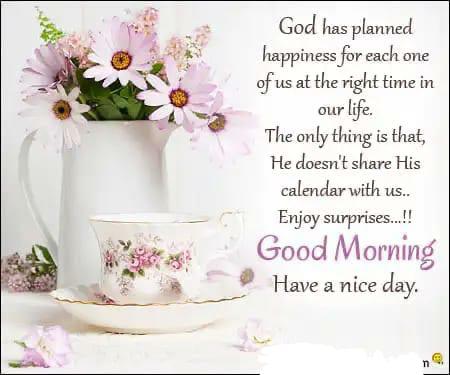 God has planned
happiness for each one
of us at the right time in
our life.
The only thing is that,
He doesn't share His
calendar with us..
Enjoy surprises...!!
Good Morning
Have a nice day.